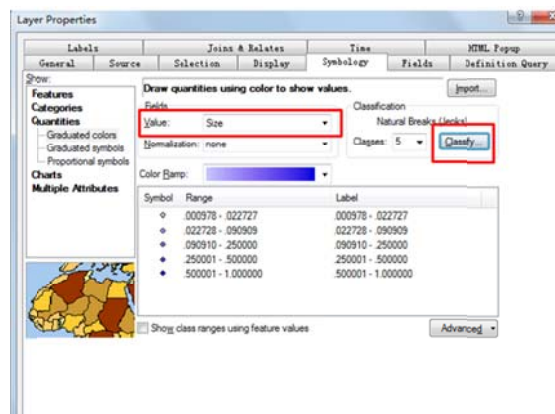 Layer Properties
Labels Joins & Relates Time HTML Popup
General Source Selection Display Symbology Fields Definition Query
Show:
Features
Categories
Quantities
Graduated colors
Graduated symbols
Proportional symbols
Charts
Multiple Attributes
Draw quantities using color to show values.
Import...
Fields
Value: Size
Normalization: none
Classification
Natural Breaks (Jenks)
Classes: 5 Classify...
Color Ramp:
Symbol Range Label
.000978 - .022727 .000978 - .022727
.022728 - .090909 .022728 - .090909
.090910 - .250000 .090910 - .250000
.250001 - .500000 .250001 - .500000
.500001 - 1.000000 .500001 - 1.000000
Show class ranges using feature values
Advanced